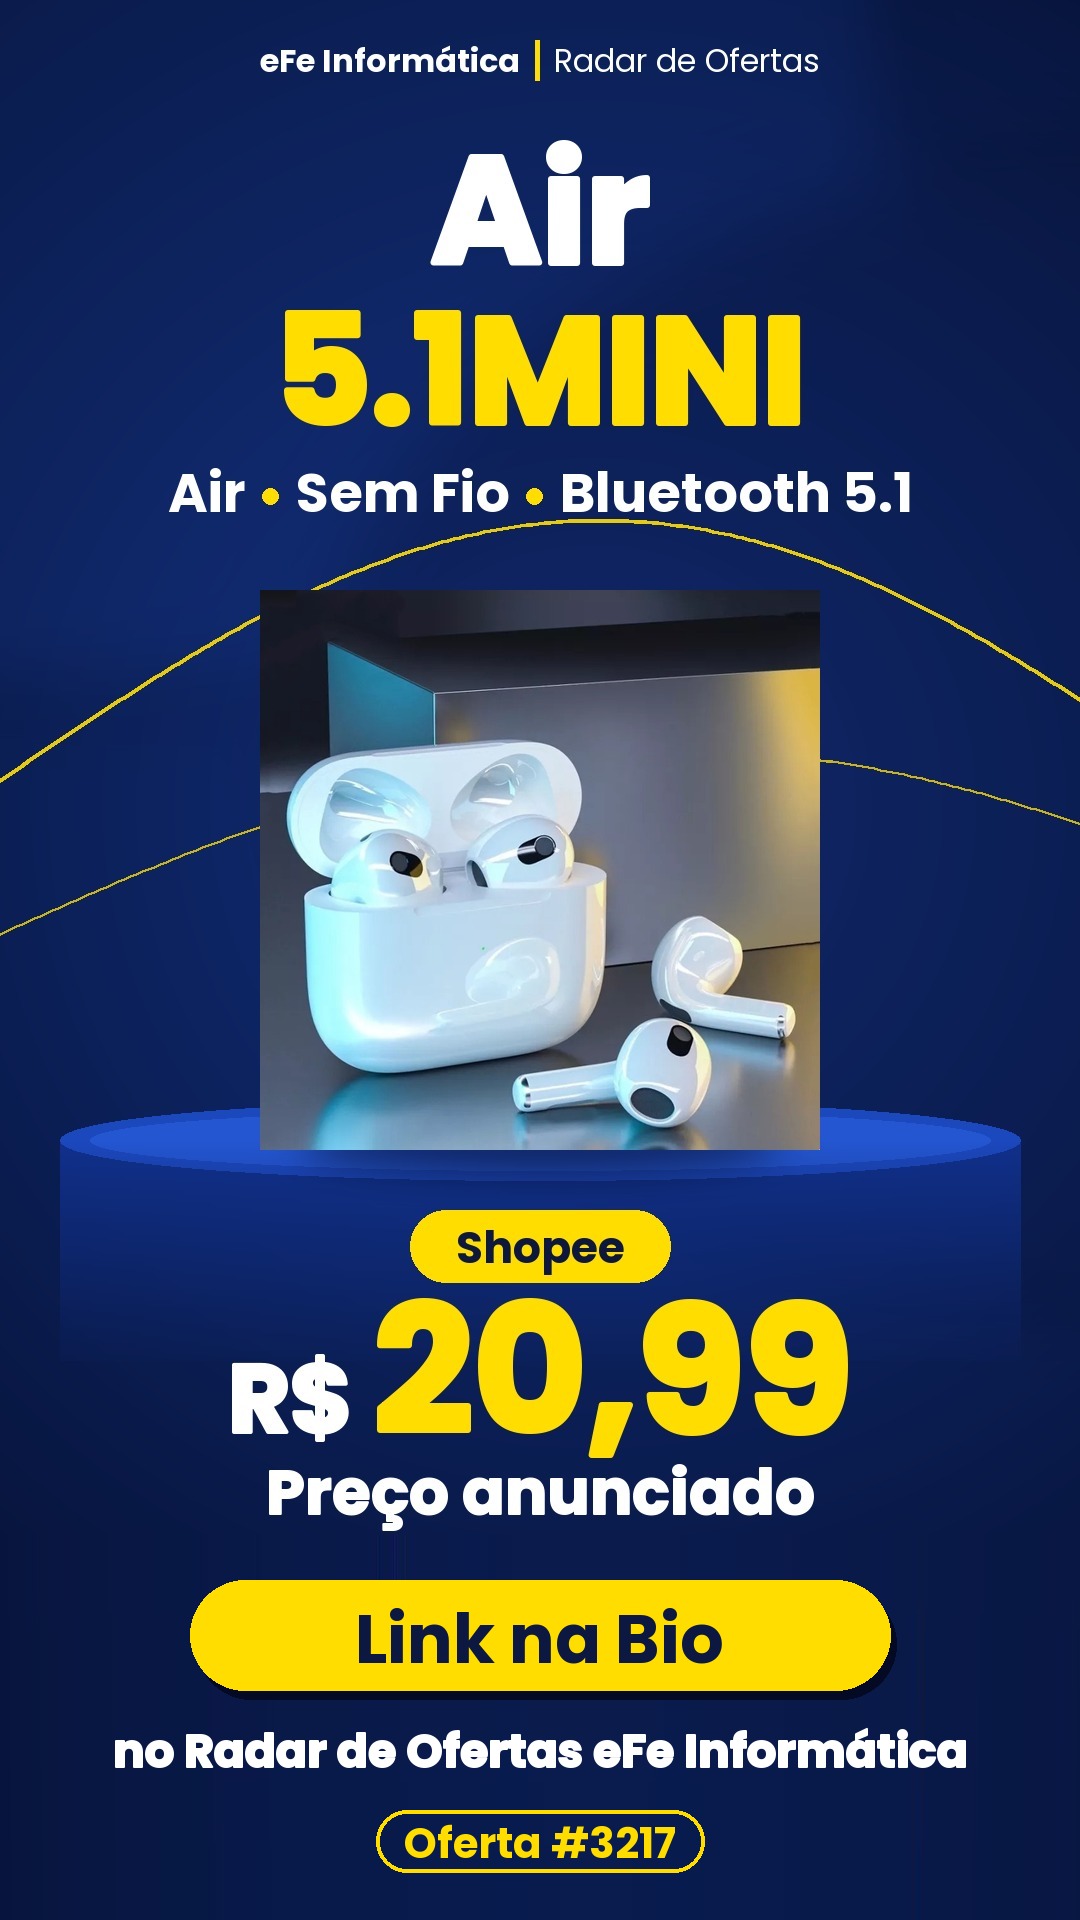 eFe Informática | Radar de Ofertas
Air
5.1MINI
Air • Sem Fio • Bluetooth 5.1
Shopee
R$ 20,99
Preço anunciado
Link na Bio
no Radar de Ofertas eFe Informática
Oferta #3217